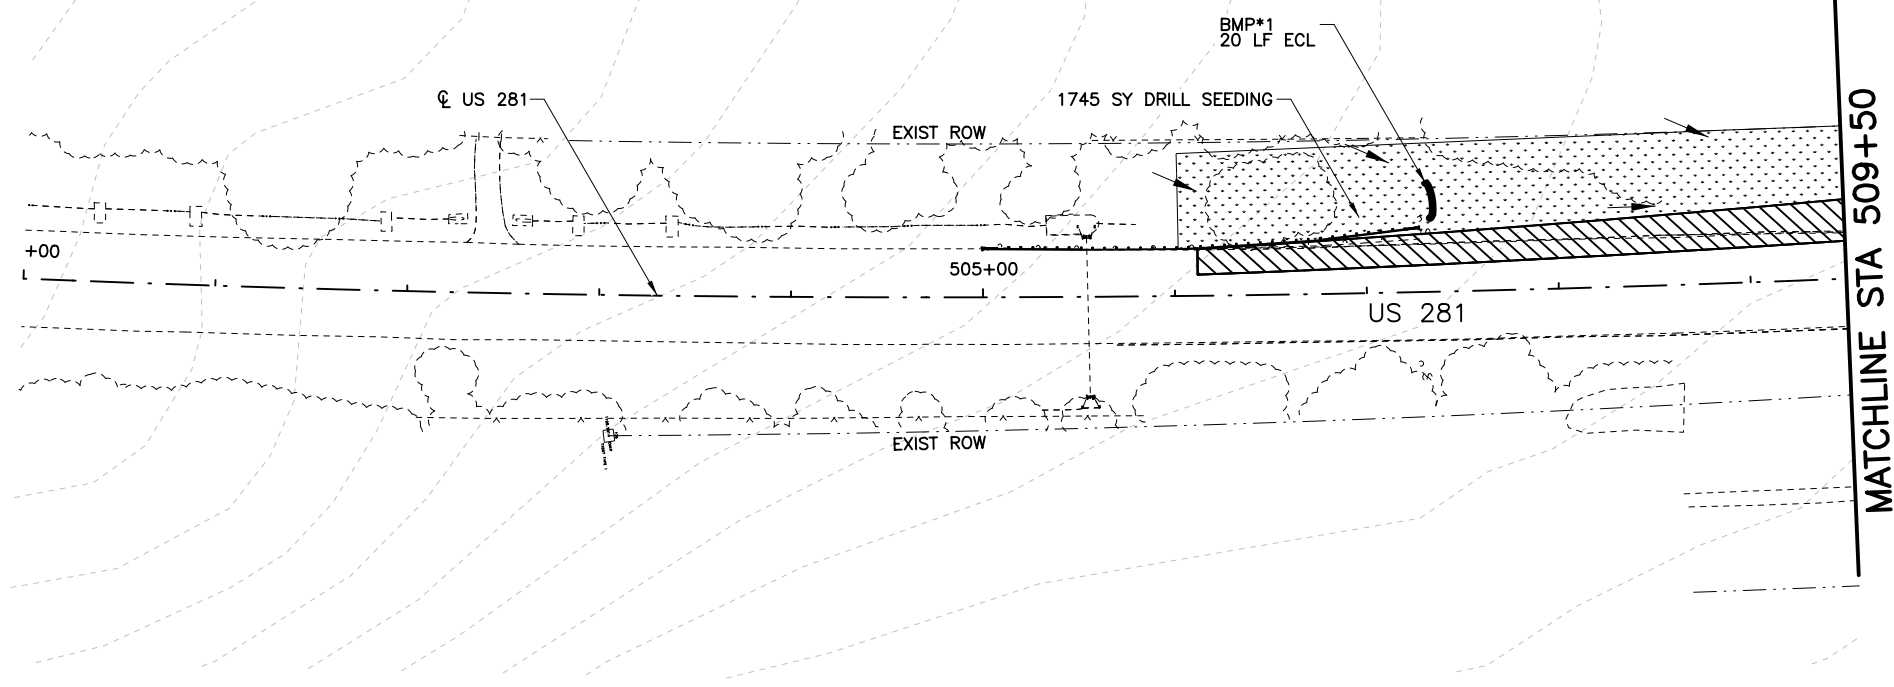 BMP*1
20 LF ECL
℄ US 281
1745 SY DRILL SEEDING
EXIST ROW
+00
505+00
US 281
EXIST ROW
MATCHLINE STA 509+50